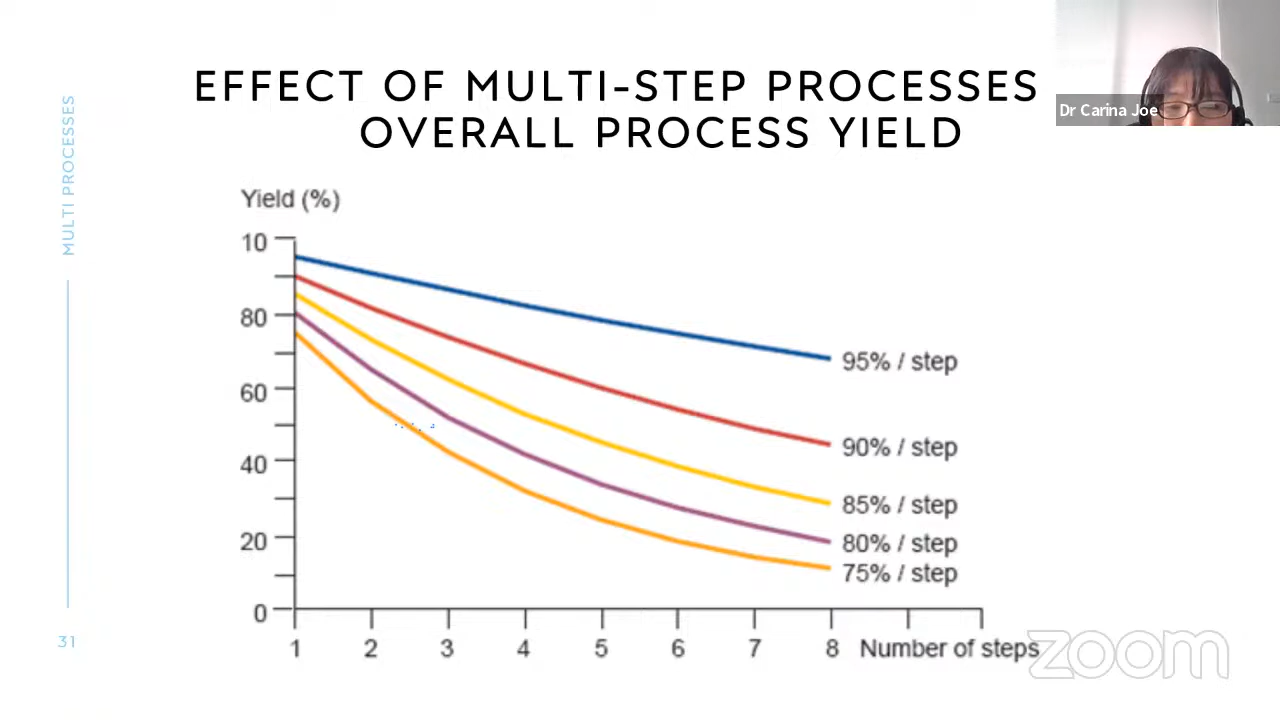 EFFECT OF MULTI-STEP PROCESSES
OVERALL PROCESS YIELD
Dr Carina Joe
MULTI PROCESSES
31
Yield (%)
10
80
60
40
20
0
1 2 3 4 5 6 7 8 Number of steps
95% / step
90% / step
85% / step
80% / step
75% / step
zoom